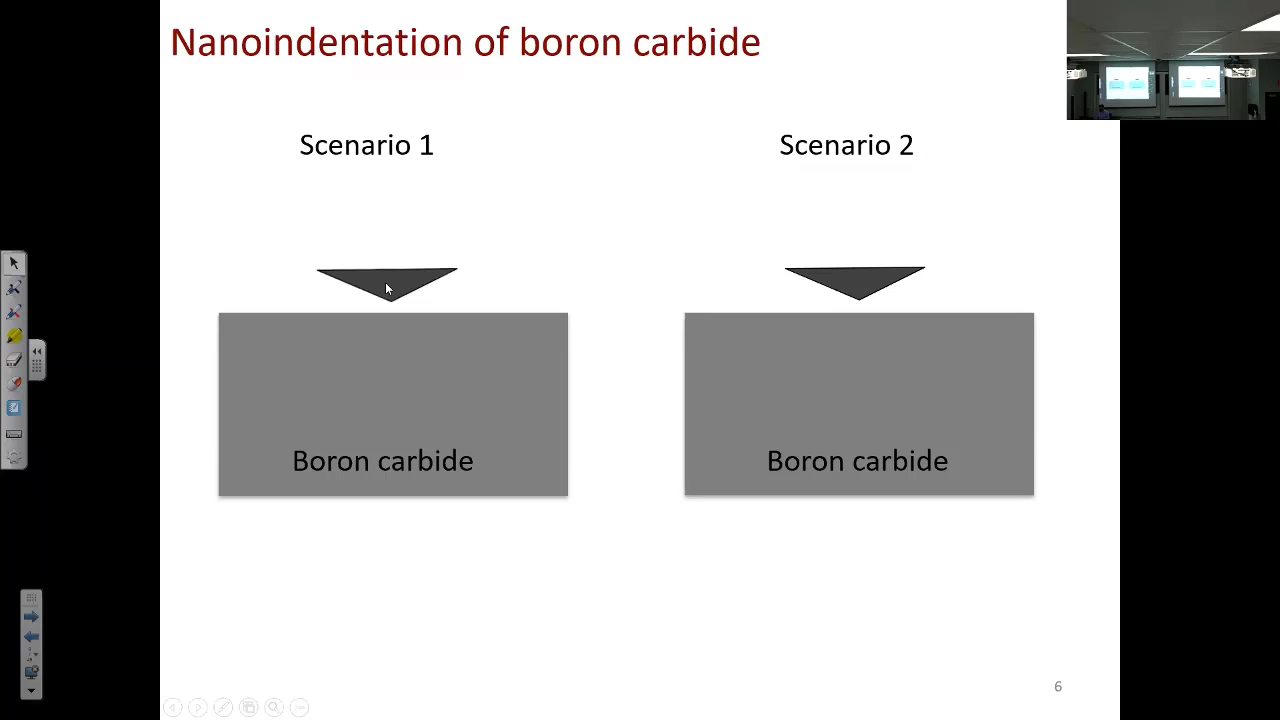 Nanoindentation of boron carbide
Scenario 1
Scenario 2
Boron carbide
Boron carbide
6